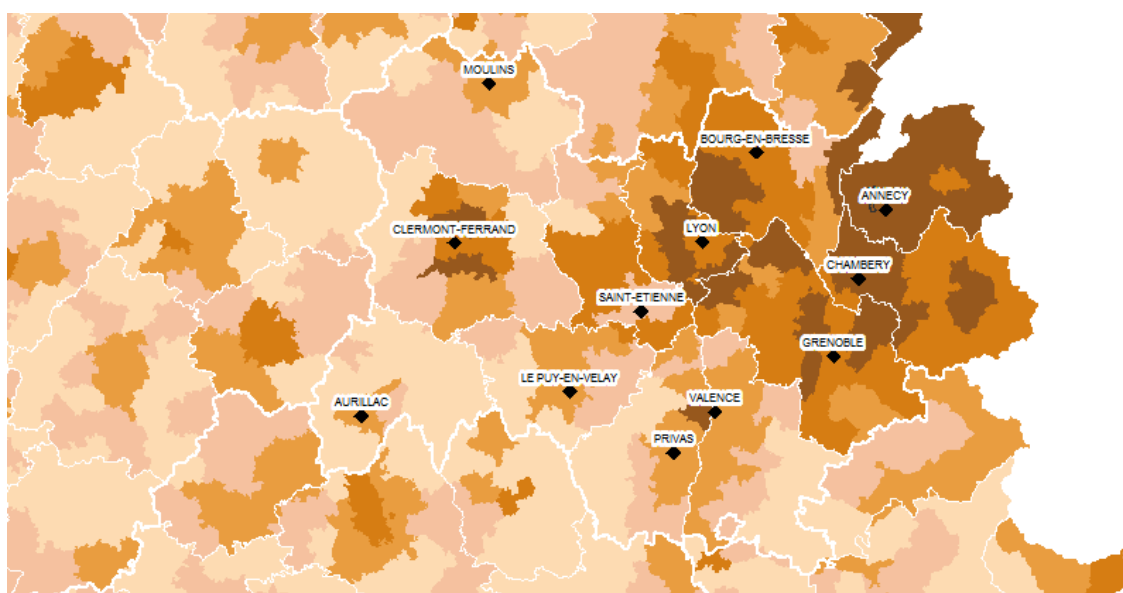 MOULINS
BOURG-EN-BRESSE
ANNECY
CLERMONT-FERRAND
LYON
CHAMBERY
SAINT-ETIENNE
GRENOBLE
LE PUY-EN-VELAY
AURILLAC
VALENCE
PRIVAS